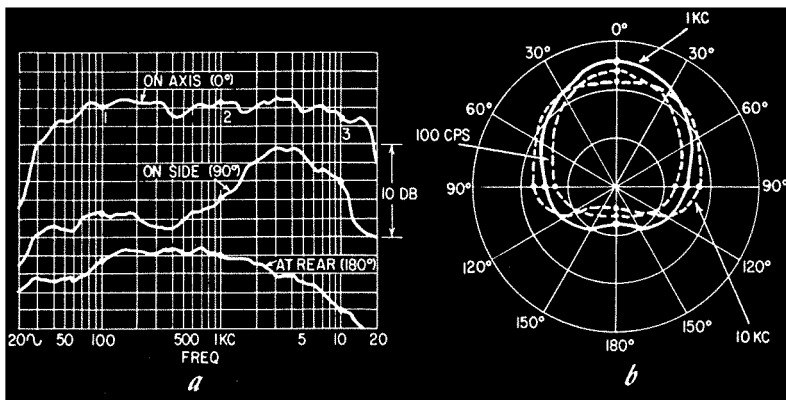 ON AXIS (0°)
1
2
3
ON SIDE (90°)
10 DB
AT REAR (180°)
20~ 50 100 500 1KC 5 10 20
FREQ
a
0°
1KC
30° 30°
60° 60°
100 CPS
90° 90°
120° 120°
150° 150°
10 KC
180°
b